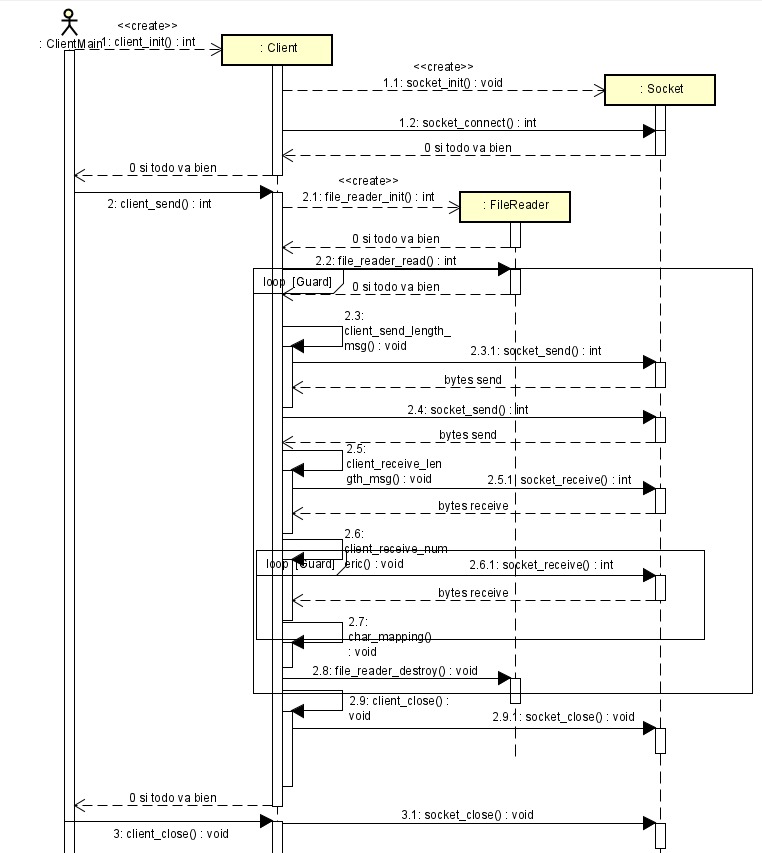 <<create>>
: ClientMain
1: client_init() : int
: Client
<<create>>
1.1: socket_init() : void
: Socket
1.2: socket_connect() : int
0 si todo va bien
0 si todo va bien
<<create>>
2: client_send() : int
2.1: file_reader_init() : int
: FileReader
0 si todo va bien
2.2: file_reader_read() : int
loop [Guard]
0 si todo va bien
2.3:
client_send_length_
msg() : void
2.3.1: socket_send() : int
bytes send
2.4: socket_send() : int
bytes send
2.5:
client_receive_len
gth_msg() : void
2.5.1: socket_receive() : int
bytes receive
2.6:
client_receive_num
eric() : void
loop [Guard]
2.6.1: socket_receive() : int
bytes receive
2.7:
char_mapping()
: void
2.8: file_reader_destroy() : void
2.9: client_close() :
void
2.9.1: socket_close() : void
0 si todo va bien
3: client_close() : void
3.1: socket_close() : void